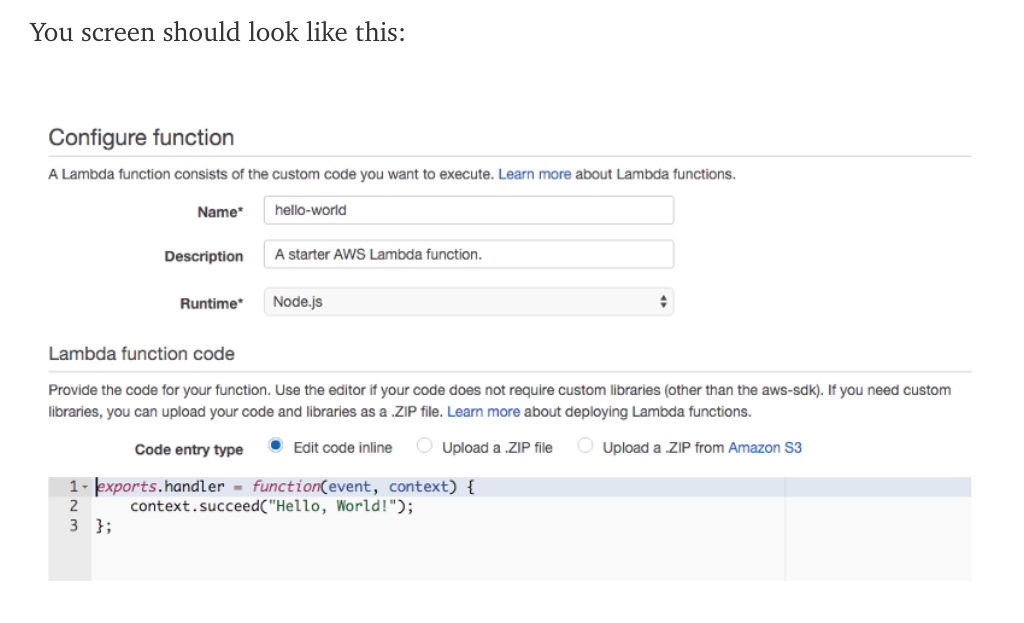 You screen should look like this:
Configure function
A Lambda function consists of the custom code you want to execute. Learn more about Lambda functions.
Name* hello-world
Description A starter AWS Lambda function.
Runtime* Node.js
Lambda function code
Provide the code for your function. Use the editor if your code does not require custom libraries (other than the aws-sdk). If you need custom
libraries, you can upload your code and libraries as a .ZIP file. Learn more about deploying Lambda functions.
Code entry type Edit code inline Upload a .ZIP file Upload a .ZIP from Amazon S3
1 exports.handler = function(event, context) {
2 context.succeed("Hello, World!");
3 };